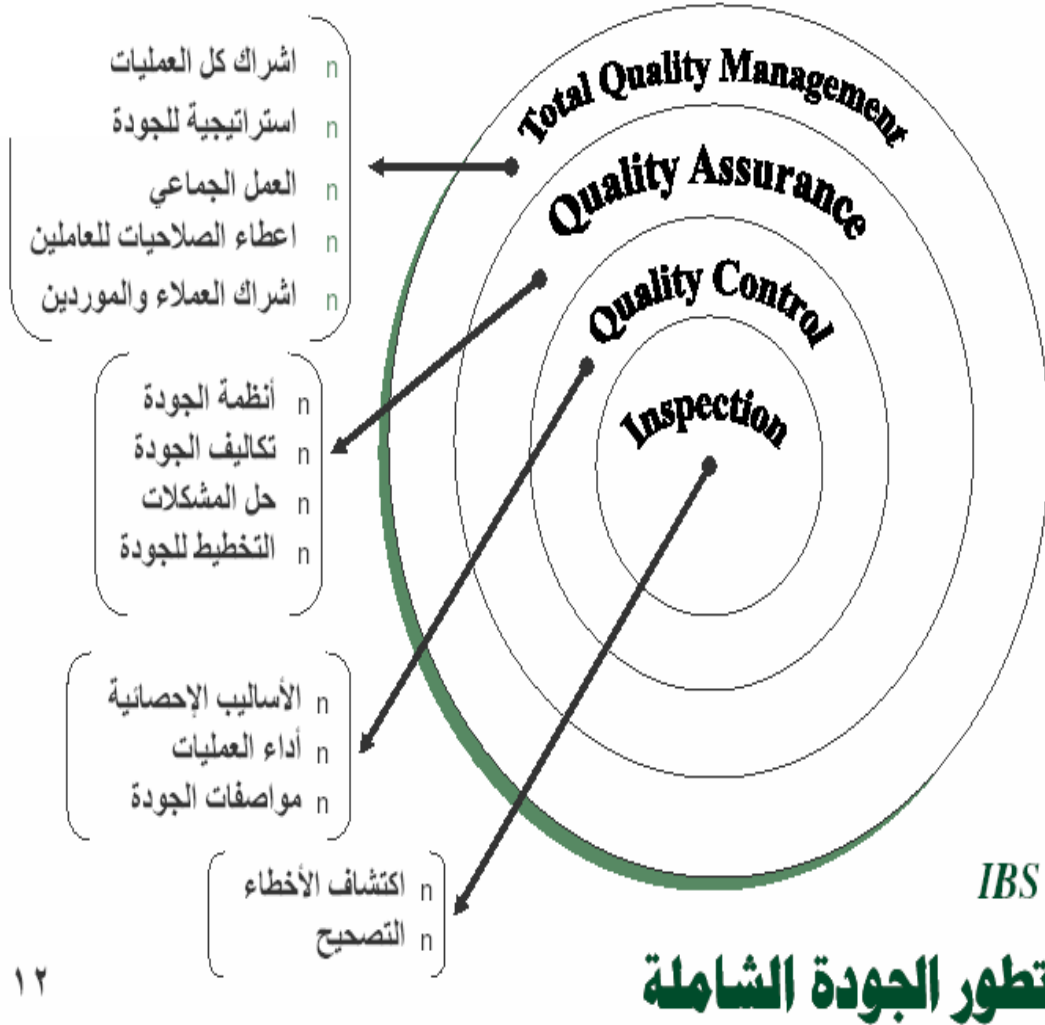 Total Quality Management
Quality Assurance
Quality Control
Inspection
n اشراك كل العمليات
n استراتيجية للجودة
n العمل الجماعي
n اعطاء الصلاحيات للعاملين
n اشراك العملاء والموردين
n أنظمة الجودة
n تكاليف الجودة
n حل المشكلات
n التخطيط للجودة
n الأساليب الإحصائية
n أداء العمليات
n مواصفات الجودة
n اكتشاف الأخطاء
n التصحيح
IBS
تطور الجودة الشاملة
١٢